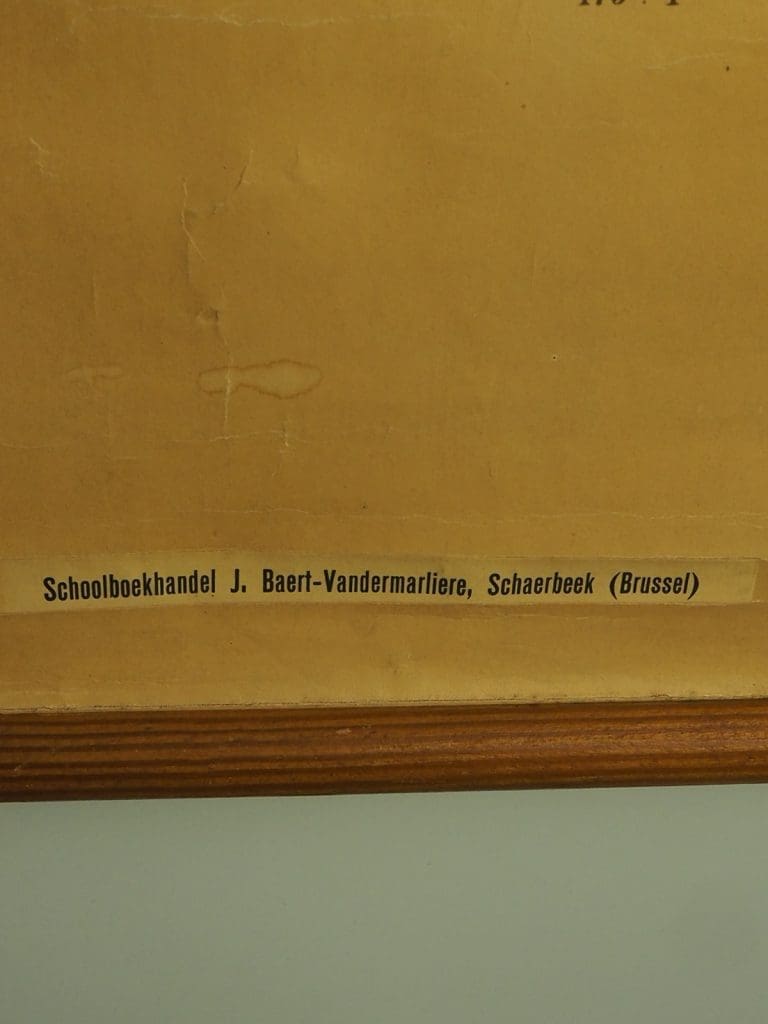 Schoolboekhandel J. Baert-Vandermarliere, Schaerbeek (Brussel)